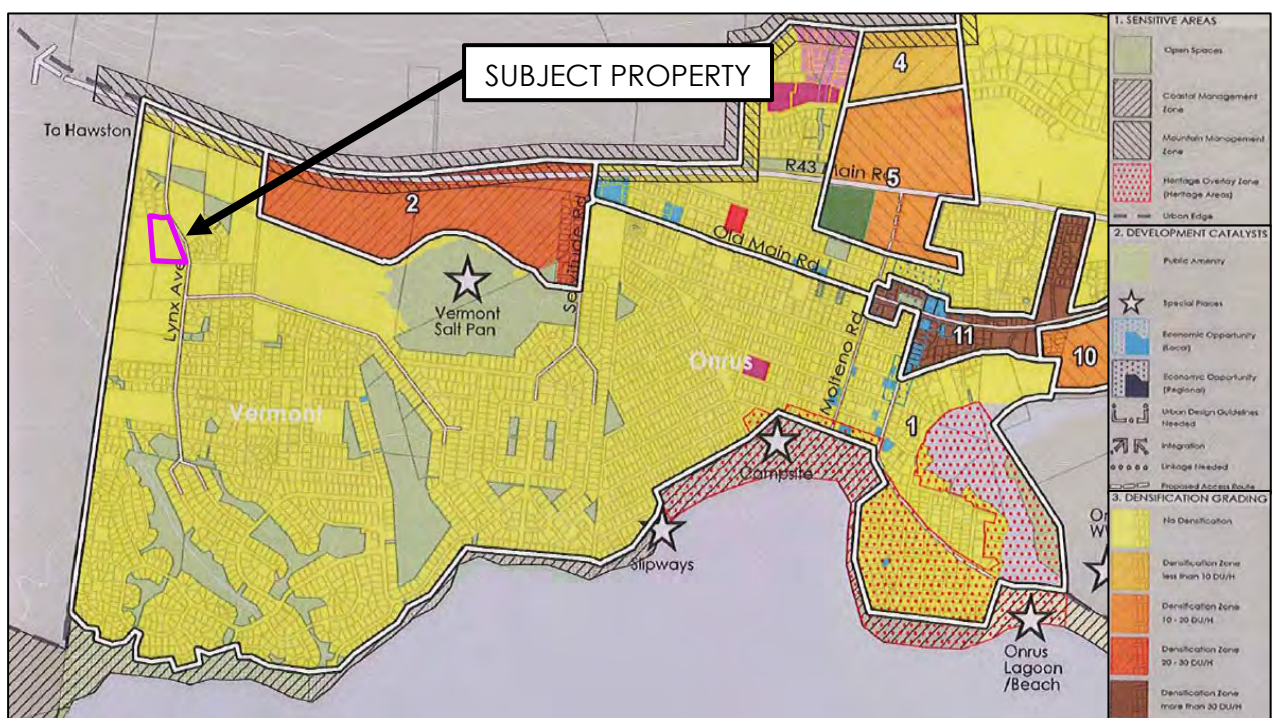 SUBJECT PROPERTY
To Hawston
Lynx Ave
2
Vermont
Salt Pan
Vermont
R43 Main Rd
4
5
Old Main Rd
Molteno Rd
Onrus
11
10
1
Campsite
Slipways
Onrus
Lagoon
/Beach
1. SENSITIVE AREAS
Open Spaces
Coastal Management
Zone
Mountain Management
Zone
Heritage Overlay Zone
(Heritage Areas)
Urban Edge
2. DEVELOPMENT CATALYSTS
Public Amenity
Special Places
Economic Opportunity
(Local)
Economic Opportunity
(Regional)
Urban Design Guidelines
Needed
Integration
Linkage Needed
Proposed Access Route
3. DENSIFICATION GRADING
No Densification
Densification Zone
less than 10 DU/H
Densification Zone
10 - 20 DU/H
Densification Zone
20 - 30 DU/H
Densification Zone
more than 30 DU/H